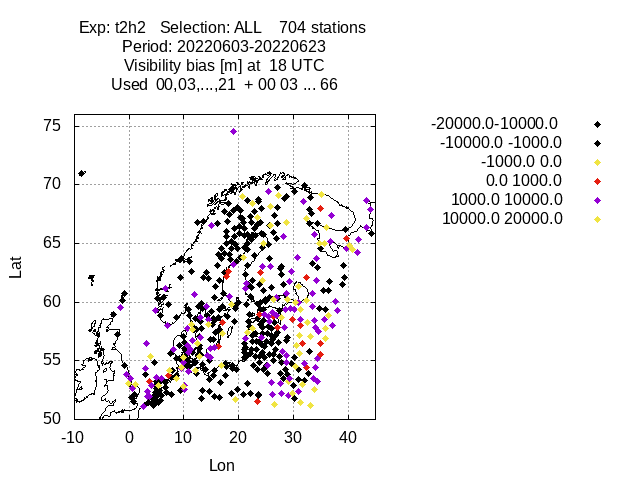 Exp: t2h2 Selection: ALL 704 stations
Period: 20220603-20220623
Visibility bias [m] at 18 UTC
Used 00,03,...,21 + 00 03 ... 66
-20000.0-10000.0
-10000.0 -1000.0
-1000.0 0.0
0.0 1000.0
1000.0 10000.0
10000.0 20000.0
75
70
65
60
55
50
Lat
-10 0 10 20 30 40
Lon